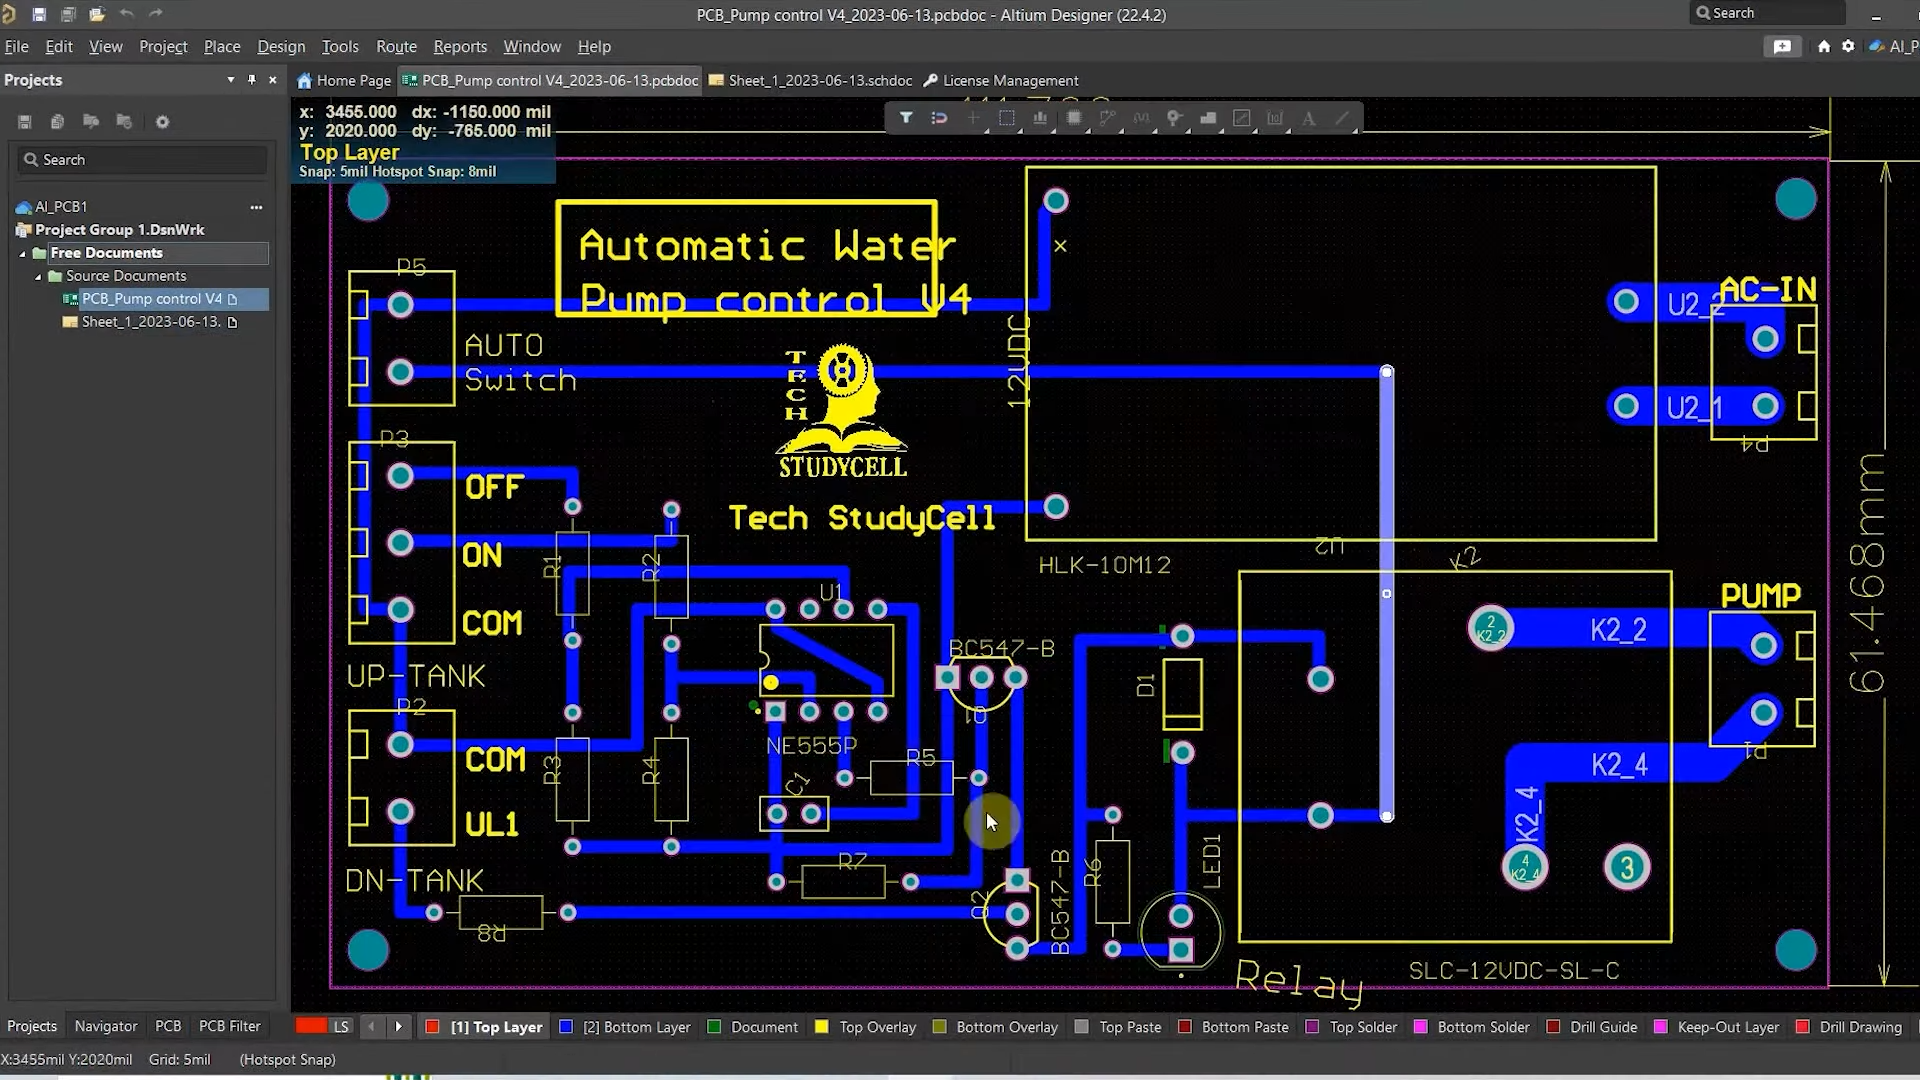 PCB_Pump control V4_2023-06-13.pcbdoc - Altium Designer (22.4.2)
Search
File Edit View Project Place Design Tools Route Reports Window Help
AI_P
Projects
Home Page
PCB_Pump control V4_2023-06-13.pcbdoc
Sheet_1_2023-06-13.schdoc
License Management
x: 3455.000 dx: -1150.000 mil
y: 2020.000 dy: -765.000 mil
Top Layer
Snap: 5mil Hotspot Snap: 8mil
Search
AI_PCB1
Project Group 1.DsnWrk
Free Documents
Source Documents
PCB_Pump control V4
Sheet_1_2023-06-13.
Automatic Water
Pump control V4
P5
AUTO
Switch
12VDC
TECH
STUDYCELL
Tech StudyCell
U2_2
AC-IN
U2_1
P4
P3
OFF
ON
COM
UP-TANK
R1
R2
U1
HLK-10M12
U2
K2
61.468mm
BC547-B
Q1
D1
2
K2_2
K2_2
PUMP
P1
P2
COM
UL1
DN-TANK
R3
R4
NE555P
C1
R5
R7
R8
Q2
BC547-B
R6
LED1
K2_4
K2_4
4
K2_4
3
Relay
SLC-12VDC-SL-C
Projects Navigator PCB PCB Filter
LS
[1] Top Layer
[2] Bottom Layer
Document
Top Overlay
Bottom Overlay
Top Paste
Bottom Paste
Top Solder
Bottom Solder
Drill Guide
Keep-Out Layer
Drill Drawing
X:3455mil Y:2020mil Grid: 5mil (Hotspot Snap)